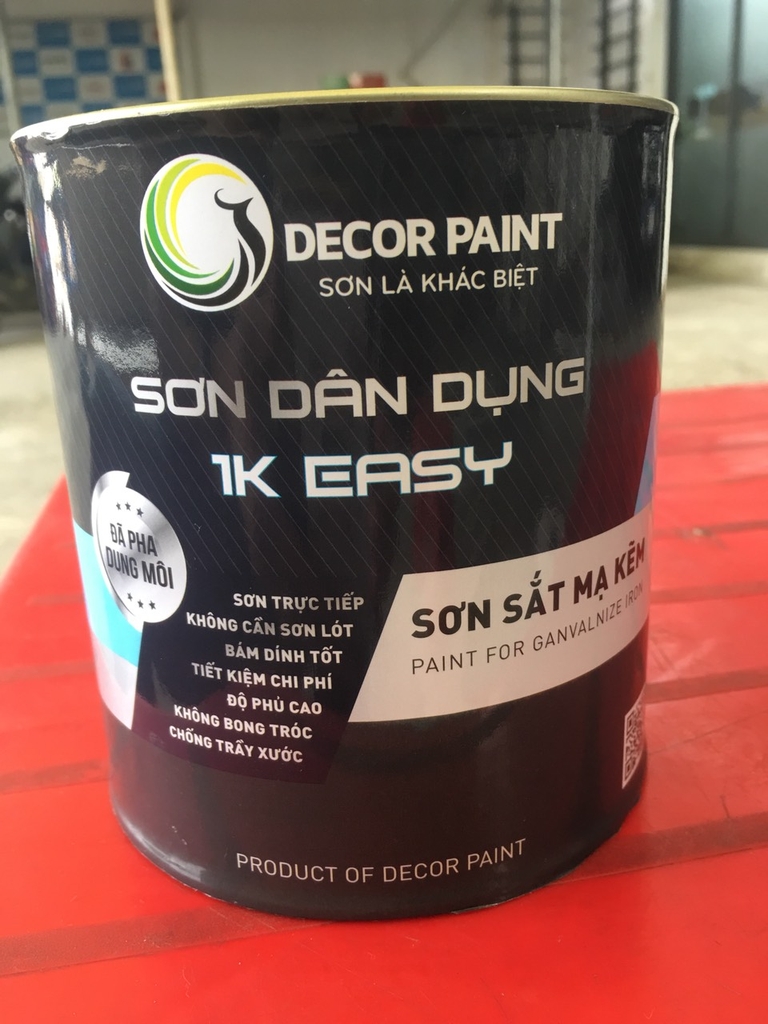 DECOR PAINT
SƠN LÀ KHÁC BIỆT
SƠN DÂN DỤNG
1K EASY
ĐÃ PHA
DUNG MÔI
SƠN TRỰC TIẾP
KHÔNG CẦN SƠN LÓT
BÁM DÍNH TỐT
TIẾT KIỆM CHI PHÍ
ĐỘ PHỦ CAO
KHÔNG BONG TRÓC
CHỐNG TRẦY XƯỚC
SƠN SẮT MẠ KẼM
PAINT FOR GANVALNIZE IRON
PRODUCT OF DECOR PAINT